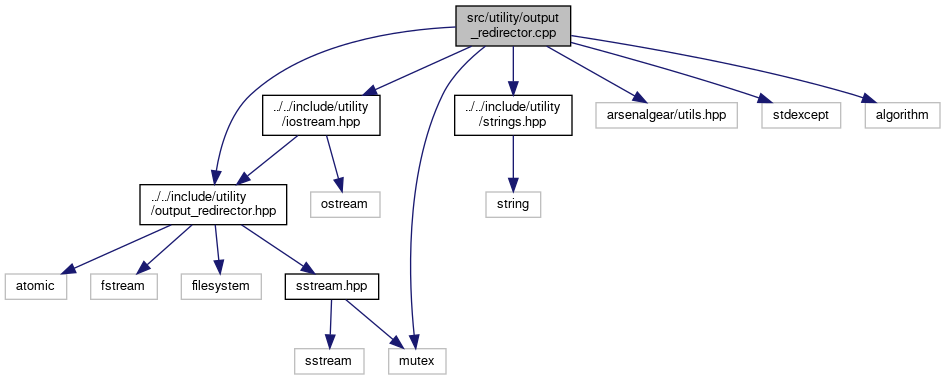 src/utility/output
_redirector.cpp
../../include/utility
/iostream.hpp
../../include/utility
/strings.hpp
arsenalgear/utils.hpp
stdexcept
algorithm
../../include/utility
/output_redirector.hpp
ostream
string
atomic
fstream
filesystem
sstream.hpp
sstream
mutex